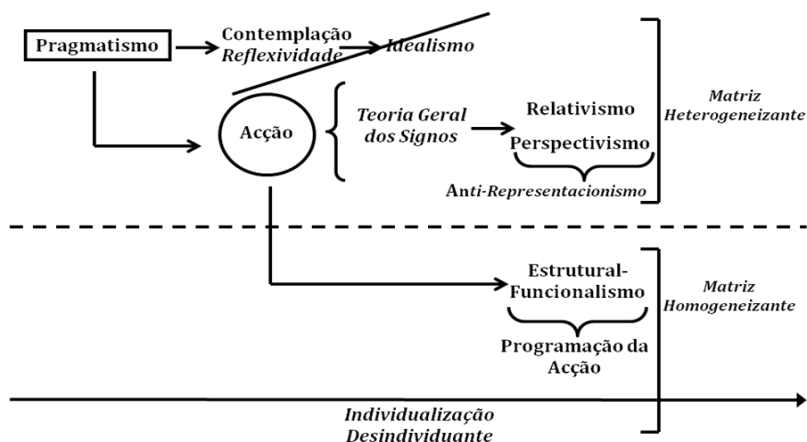 Pragmatismo
Contemplação
Reflexividade
Idealismo
Acção
Teoria Geral
dos Signos
Relativismo
Perspectivismo
Anti-Representacionismo
Matriz
Heterogeneizante
Estrutural-
Funcionalismo
Programação da
Acção
Matriz
Homogeneizante
Individualização
Desindividuante